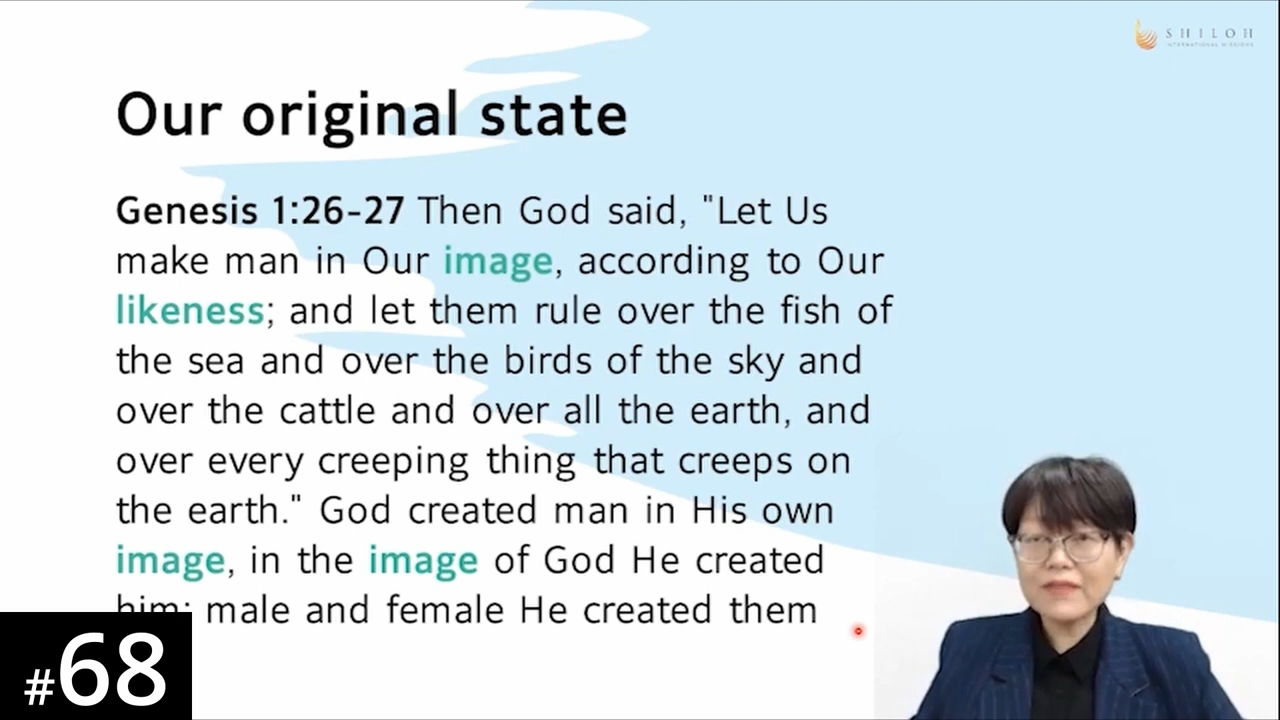 SHILOH
INTERNATIONAL MISSIONS
Our original state
Genesis 1:26-27 Then God said, "Let Us
make man in Our image, according to Our
likeness; and let them rule over the fish of
the sea and over the birds of the sky and
over the cattle and over all the earth, and
over every creeping thing that creeps on
the earth." God created man in His own
image, in the image of God He created
him; male and female He created them
#68